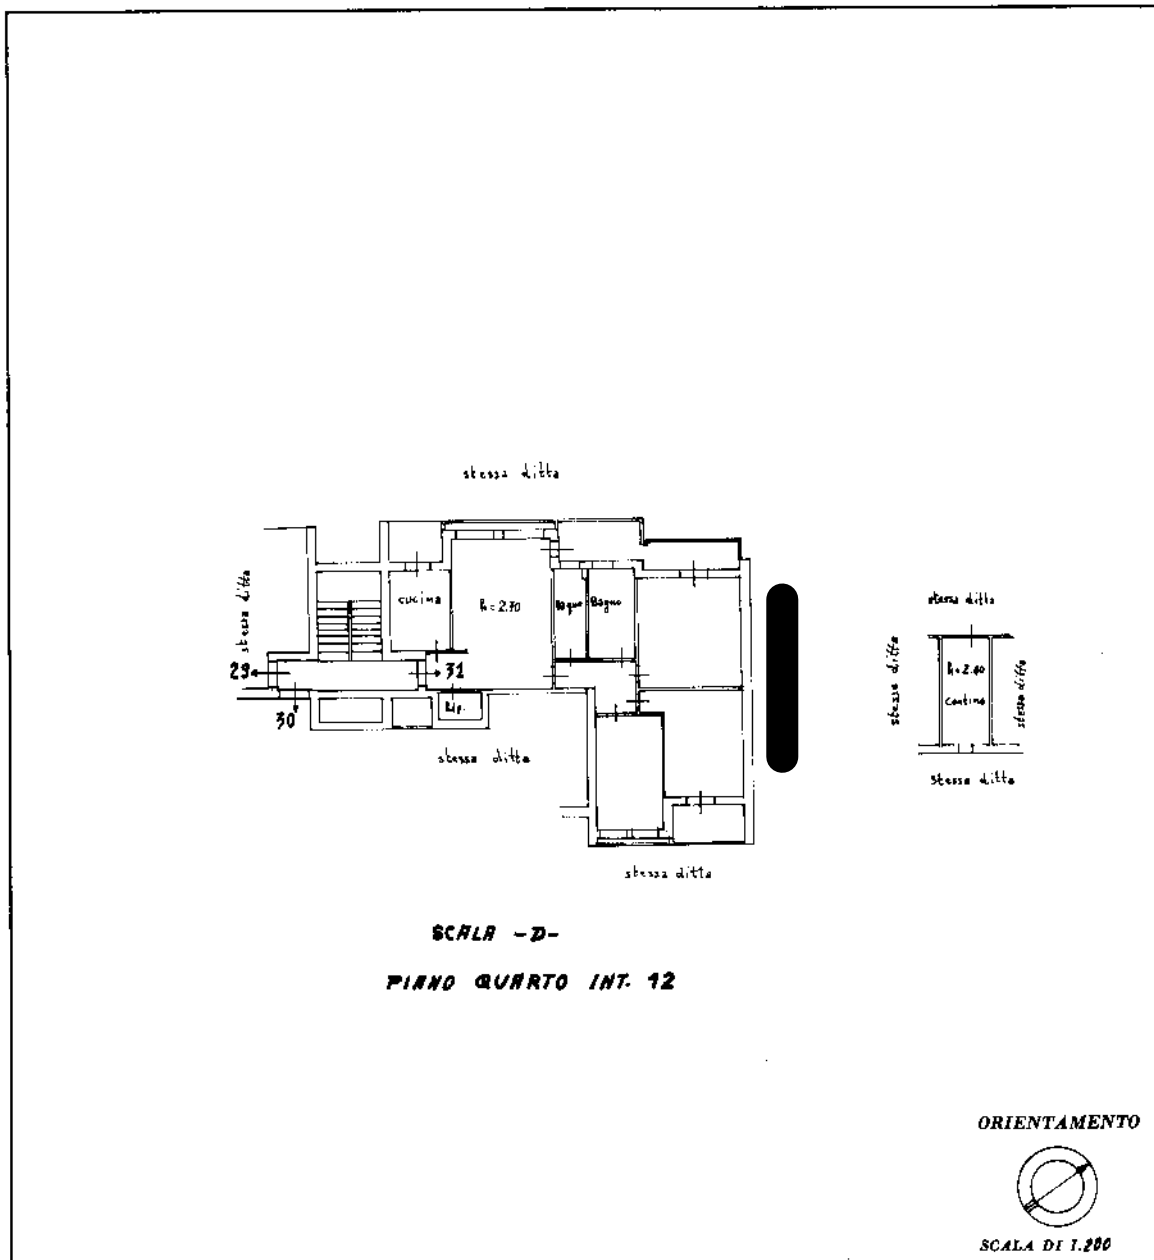 stessa ditta
stessa ditta
cucina
h=2.70
Bagno
Bagno
29
31
30
Rip.
stessa ditta
stessa ditta
stessa ditta
stessa ditta
h=2.40
cantina
stessa ditta
stessa ditta
SCALA -D-
PIANO QUARTO INT. 12
ORIENTAMENTO
SCALA DI 1.200